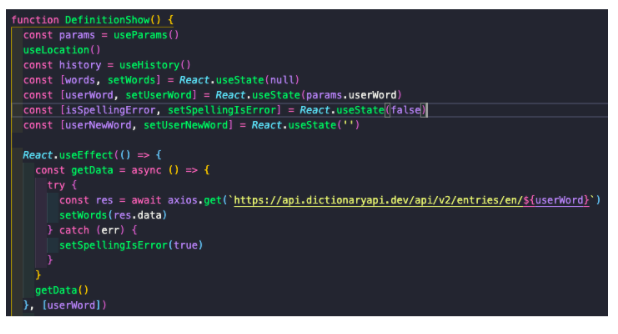 function DefinitionShow() {
const params = useParams()
useLocation()
const history = useHistory()
const [words, setWords] = React.useState(null)
const [userWord, setUserWord] = React.useState(params.userWord)
const [isSpellingError, setSpellingIsError] = React.useState(false)
const [userNewWord, setUserNewWord] = React.useState('')
React.useEffect(() => {
const getData = async () => {
try {
const res = await axios.get(`https://api.dictionaryapi.dev/api/v2/entries/en/${userWord}`)
setWords(res.data)
} catch (err) {
setSpellingIsError(true)
}
}
getData()
}, [userWord])